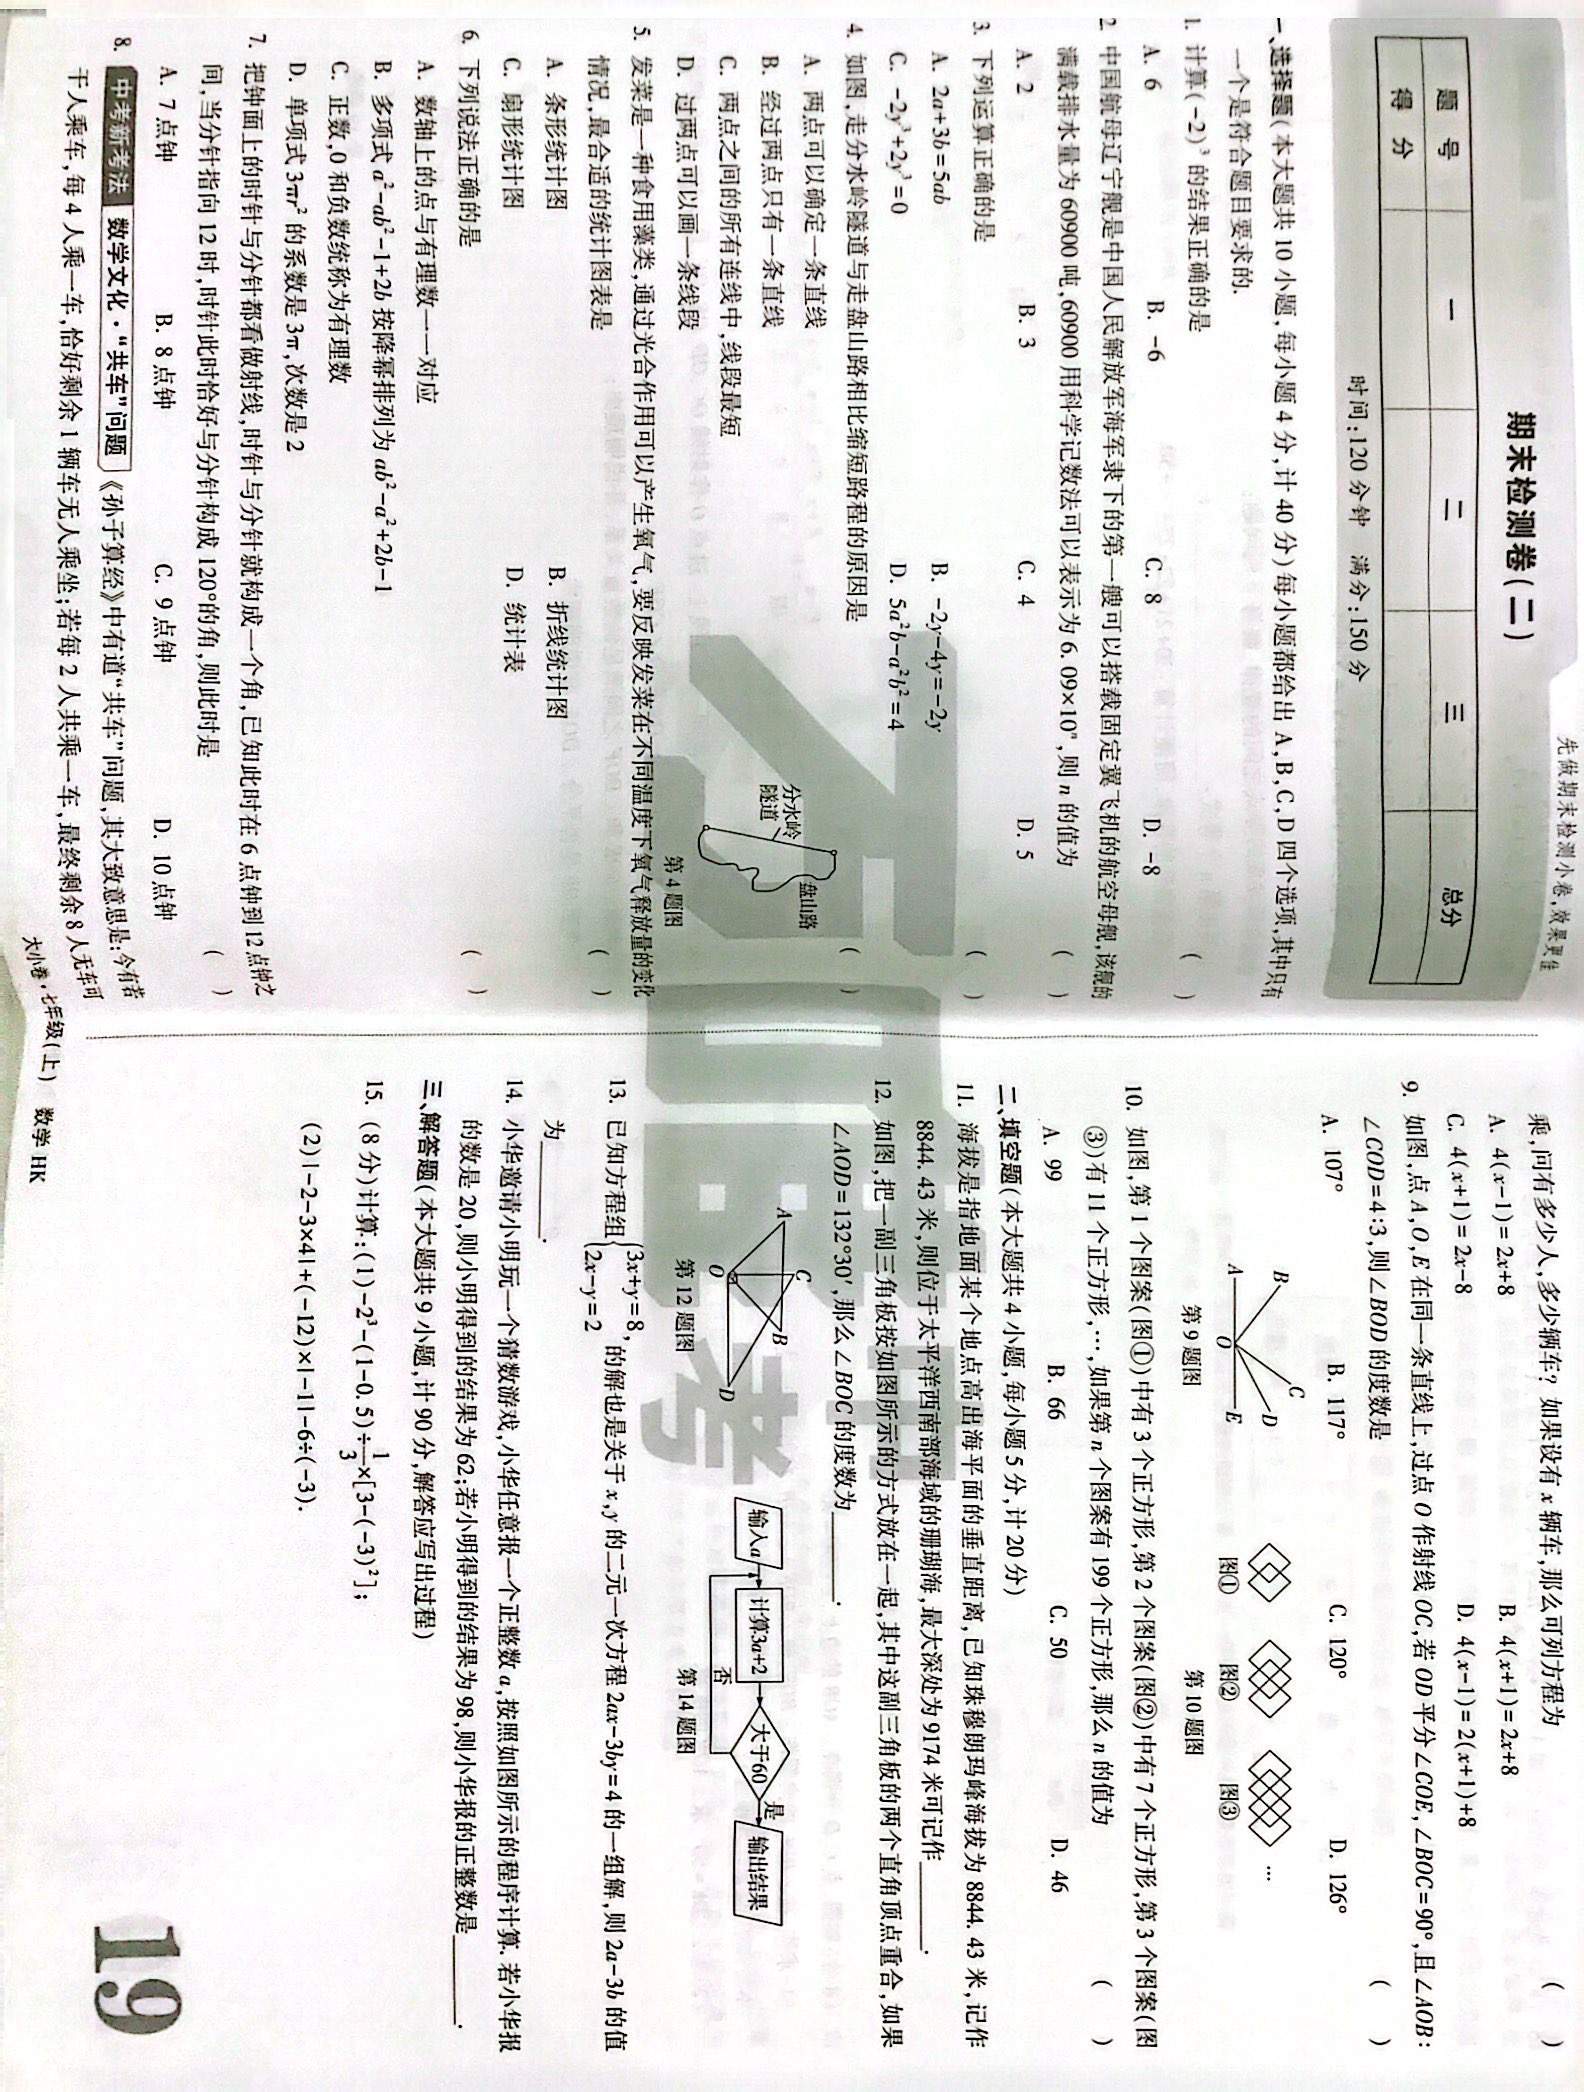 先做期末检测小卷,效果更佳
期末检测卷(二)
题 号 一 二 三 总分
得 分
时间:120 分钟 满分:150 分
一、选择题(本大题共 10 小题,每小题 4 分,计 40 分)每小题都给出 A,B,C,D 四个选项,其中只有
一个是符合题目要求的.
1. 计算(-2)³ 的结果正确的是 ( )
A. 6 B. -6 C. 8 D. -8
2. 中国航母辽宁舰是中国人民解放军海军隶下的第一艘可以搭载固定翼飞机的航空母舰,该舰的
满载排水量为 60900 吨,60900 用科学记数法可以表示为 6.09×10ⁿ,则 n 的值为 ( )
A. 2 B. 3 C. 4 D. 5
3. 下列运算正确的是 ( )
A. 2a+3b=5ab B. -2y-4y=-2y
C. -2y³+2y³=0 D. 5a²b-a²b²=4
4. 如图,走分水岭隧道与走盘山路相比缩短路程的原因是 ( )
A. 两点可以确定一条直线
B. 经过两点只有一条直线
C. 两点之间的所有连线中,线段最短
D. 过两点可以画一条线段
分水岭
隧道
盘山路
第 4 题图
5. 发菜是一种食用藻类,通过光合作用可以产生氧气,要反映发菜在不同温度下氧气释放量的变化
情况,最合适的统计图表是 ( )
A. 条形统计图 B. 折线统计图
C. 扇形统计图 D. 统计表
6. 下列说法正确的是 ( )
A. 数轴上的点与有理数一一对应
B. 多项式 a²-ab²-1+2b 按降幂排列为 ab²-a²+2b-1
C. 正数,0 和负数统称为有理数
D. 单项式 3πr² 的系数是 3π,次数是 2
7. 把钟面上的时针与分针都看做射线,时针与分针就构成一个角,已知此时在 6 点钟到 12 点钟之
间,当分针指向 12 时,时针此时恰好与分针构成 120°的角,则此时是 ( )
A. 7 点钟 B. 8 点钟 C. 9 点钟 D. 10 点钟
8. 中考新考法 数学文化·“共车”问题 《孙子算经》中有道“共车”问题,其大致意思是:今有若
干人乘车,每 4 人乘一车,恰好剩余 1 辆车无人乘坐;若每 2 人共乘一车,最终剩余 8 人无车可
乘,问有多少人,多少辆车? 如果设有 x 辆车,那么可列方程为 ( )
A. 4(x-1)=2x+8 B. 4(x+1)=2x+8
C. 4(x+1)=2x-8 D. 4(x-1)=2(x+1)+8
9. 如图,点 A,O,E 在同一条直线上,过点 O 作射线 OC,若 OD 平分∠COE,∠BOC=90°,且∠AOB:
∠COD=4:3,则∠BOD 的度数是 ( )
A. 107° B. 117° C. 120° D. 126°
A B C D E O
第 9 题图
图① 图② 图③ …
第 10 题图
10. 如图,第 1 个图案(图①)中有 3 个正方形,第 2 个图案(图②)中有 7 个正方形,第 3 个图案(图
③))有 11 个正方形,…,如果第 n 个图案有 199 个正方形,那么 n 的值为 ( )
A. 99 B. 66 C. 50 D. 46
二、填空题(本大题共 4 小题,每小题 5 分,计 20 分)
11. 海拔是指地面某个地点高出海平面的垂直距离,已知珠穆朗玛峰海拔为 8844.43 米,记作
8844.43 米,则位于太平洋西南部海域的珊瑚海,最大深处为 9174 米可记作______.
12. 如图,把一副三角板按如图所示的方式放在一起,其中这副三角板的两个直角顶点重合,如果
∠AOD=132°30′,那么∠BOC 的度数为______.
A C B O D
第 12 题图
输入a 计算3a+2 大于60 是 输出结果
否
第 14 题图
13. 已知方程组{3x+y=8, 2x-y=2 的解也是关于 x,y 的二元一次方程 2ax-3by=4 的一组解,则 2a-3b 的值
为______.
14. 小华邀请小明玩一个猜数游戏,小华任意报一个正整数 a,按照如图所示的程序计算. 若小华报
的数是 20,则小明得到的结果为 62;若小明得到的结果为 98,则小华报的正整数是______.
三、解答题(本大题共 9 小题,计 90 分,解答应写出过程)
15. (8 分)计算:(1)-2³-(1-0.5)÷1/3×[3-(-3)²];
(2)|-2-3×4|+(-12)×|-1|-6÷(-3).
19
大小卷·七年级(上) 数学 HK
万唯中考